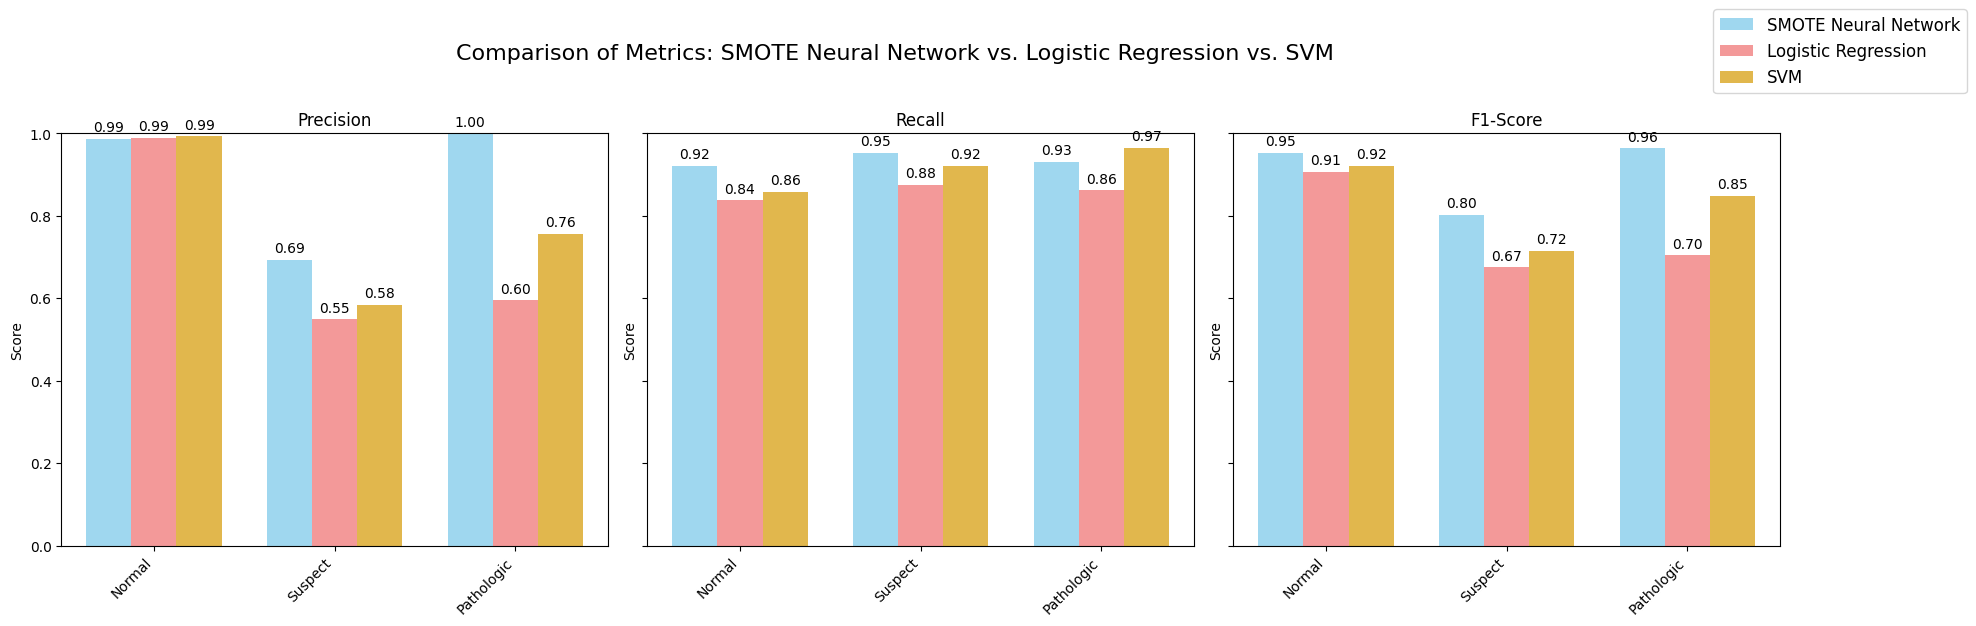 SMOTE Neural Network
Logistic Regression
SVM
Comparison of Metrics: SMOTE Neural Network vs. Logistic Regression vs. SVM
Precision
Score
1.0
0.8
0.6
0.4
0.2
0.0
0.99 0.99 0.99
0.69 0.55 0.58
1.00 0.60 0.76
Normal
Suspect
Pathologic
Recall
Score
0.92 0.84 0.86
0.95 0.88 0.92
0.93 0.86 0.97
Normal
Suspect
Pathologic
F1-Score
Score
0.95 0.91 0.92
0.80 0.67 0.72
0.96 0.70 0.85
Normal
Suspect
Pathologic